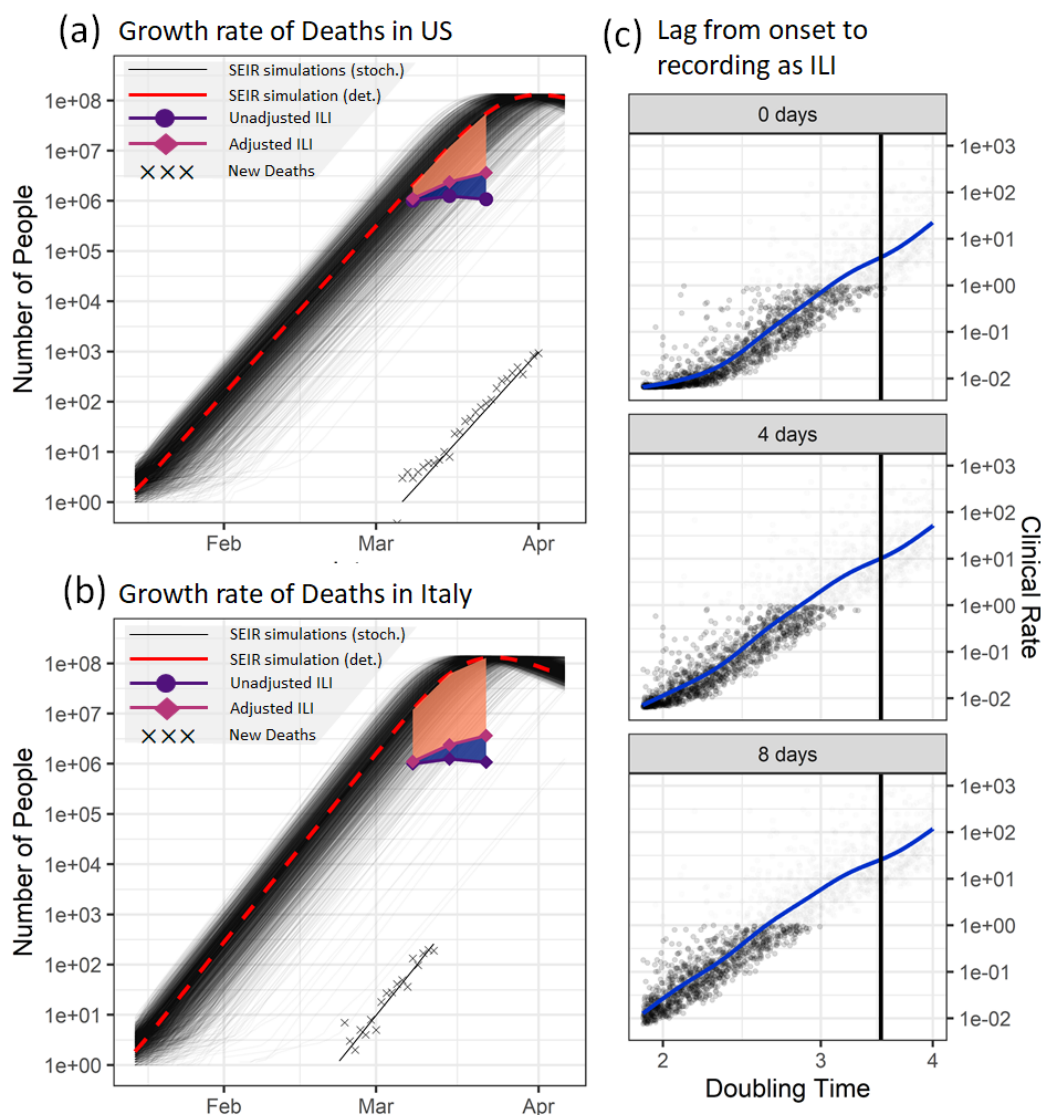 (a) Growth rate of Deaths in US
SEIR simulations (stoch.)
SEIR simulation (det.)
Unadjusted ILI
Adjusted ILI
New Deaths
Number of People
1e+08
1e+07
1e+06
1e+05
1e+04
1e+03
1e+02
1e+01
1e+00
Feb
Mar
Apr
(b) Growth rate of Deaths in Italy
SEIR simulations (stoch.)
SEIR simulation (det.)
Unadjusted ILI
Adjusted ILI
New Deaths
Number of People
1e+08
1e+07
1e+06
1e+05
1e+04
1e+03
1e+02
1e+01
1e+00
Feb
Mar
Apr
(c) Lag from onset to
recording as ILI
0 days
1e+03
1e+02
1e+01
1e+00
1e-01
1e-02
4 days
1e+03
1e+02
1e+01
1e+00
1e-01
1e-02
8 days
1e+03
1e+02
1e+01
1e+00
1e-01
1e-02
Clinical Rate
2
3
4
Doubling Time